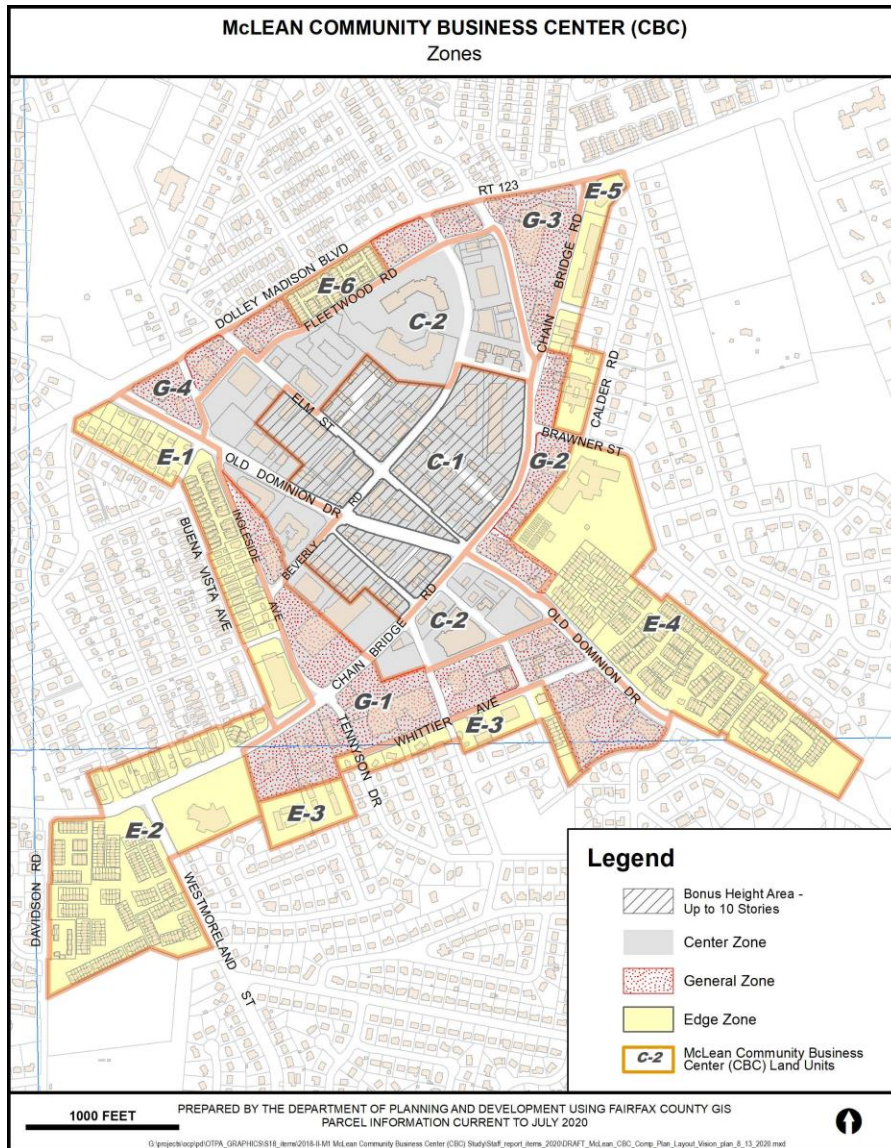 McLEAN COMMUNITY BUSINESS CENTER (CBC)
Zones
RT 123
E-5
G-3
DOLLEY MADISON BLVD
E-6
FLEETWOOD RD
CHAIN BRIDGE RD
C-2
CALDER RD
G-4
ELM ST
E-1
C-1
BRAWNER ST
G-2
OLD DOMINION DR
BEVERLY RD
INGLESIDE AVE
BUENA VISTA AVE
CHAIN BRIDGE RD
C-2
OLD DOMINION DR
E-4
G-1
TENNYSON DR
WHITTIER AVE
E-3
E-3
E-2
DAVIDSON RD
WESTMORELAND ST
Legend
Bonus Height Area -
Up to 10 Stories
Center Zone
General Zone
Edge Zone
C-2
McLean Community Business
Center (CBC) Land Units
1000 FEET
PREPARED BY THE DEPARTMENT OF PLANNING AND DEVELOPMENT USING FAIRFAX COUNTY GIS
PARCEL INFORMATION CURRENT TO JULY 2020